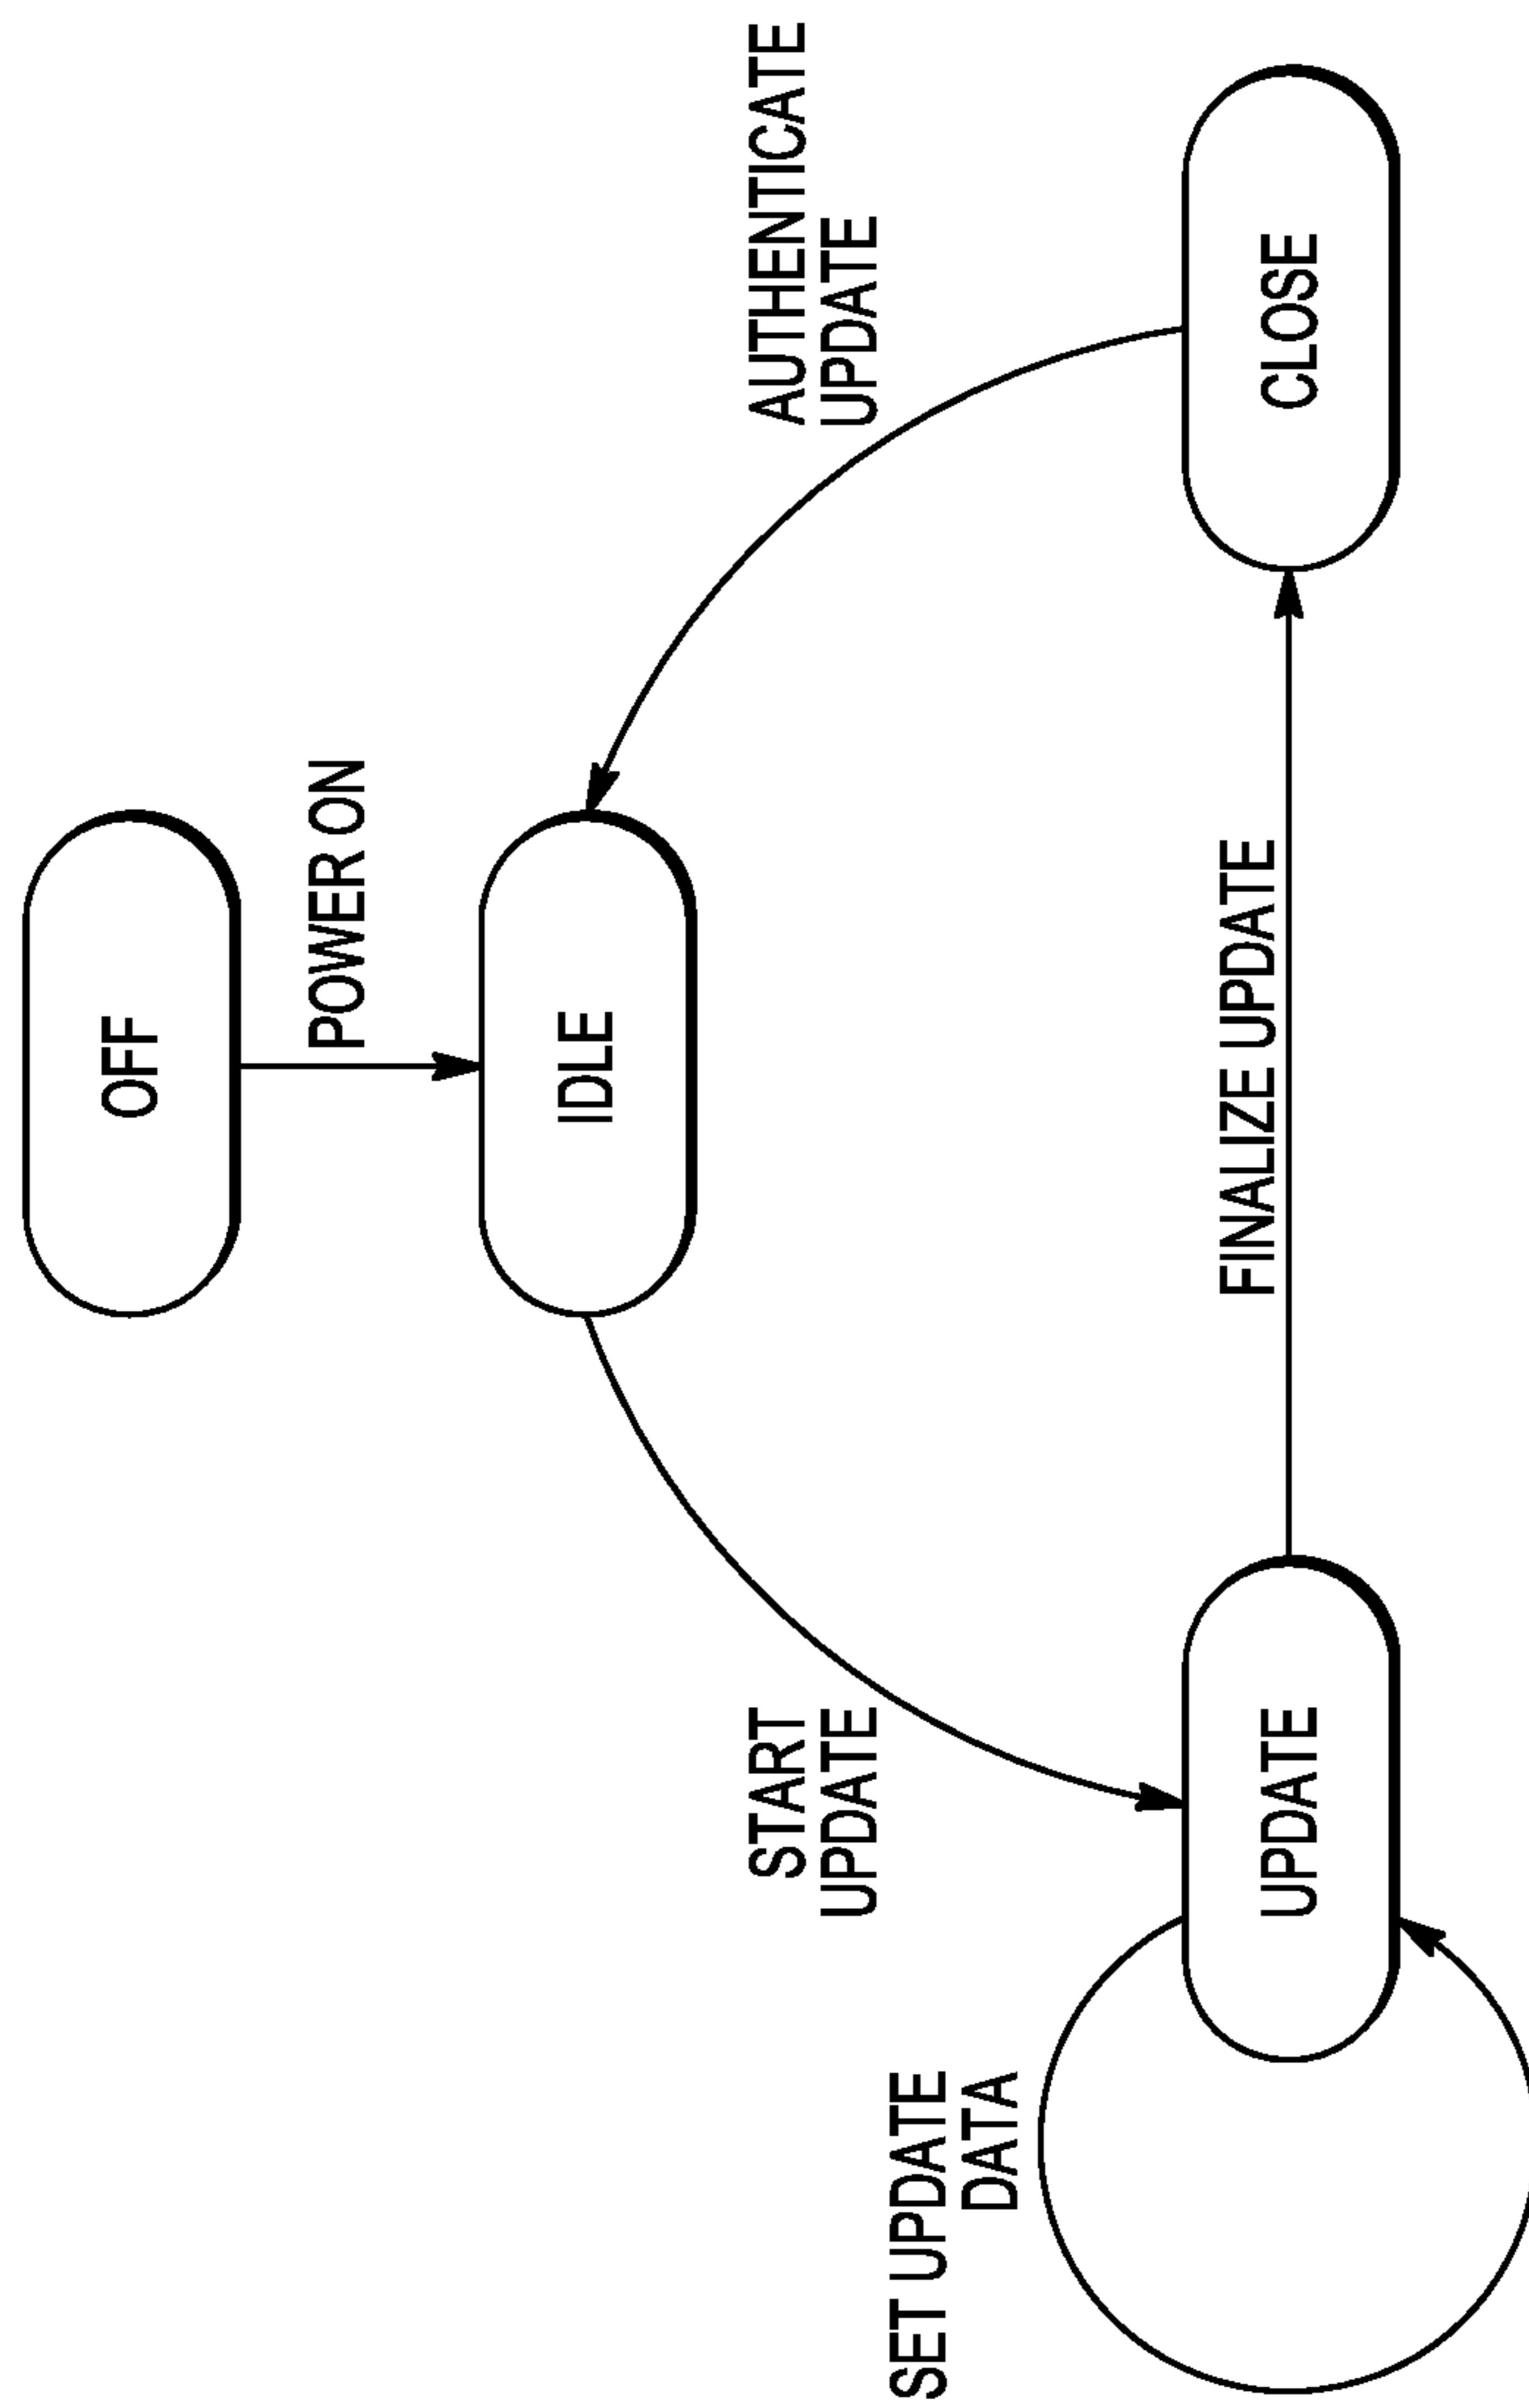 OFF
POWER ON
IDLE
START
UPDATE
AUTHENTICATE
UPDATE
SET UPDATE
DATA
FINALIZE UPDATE
UPDATE
CLOSE